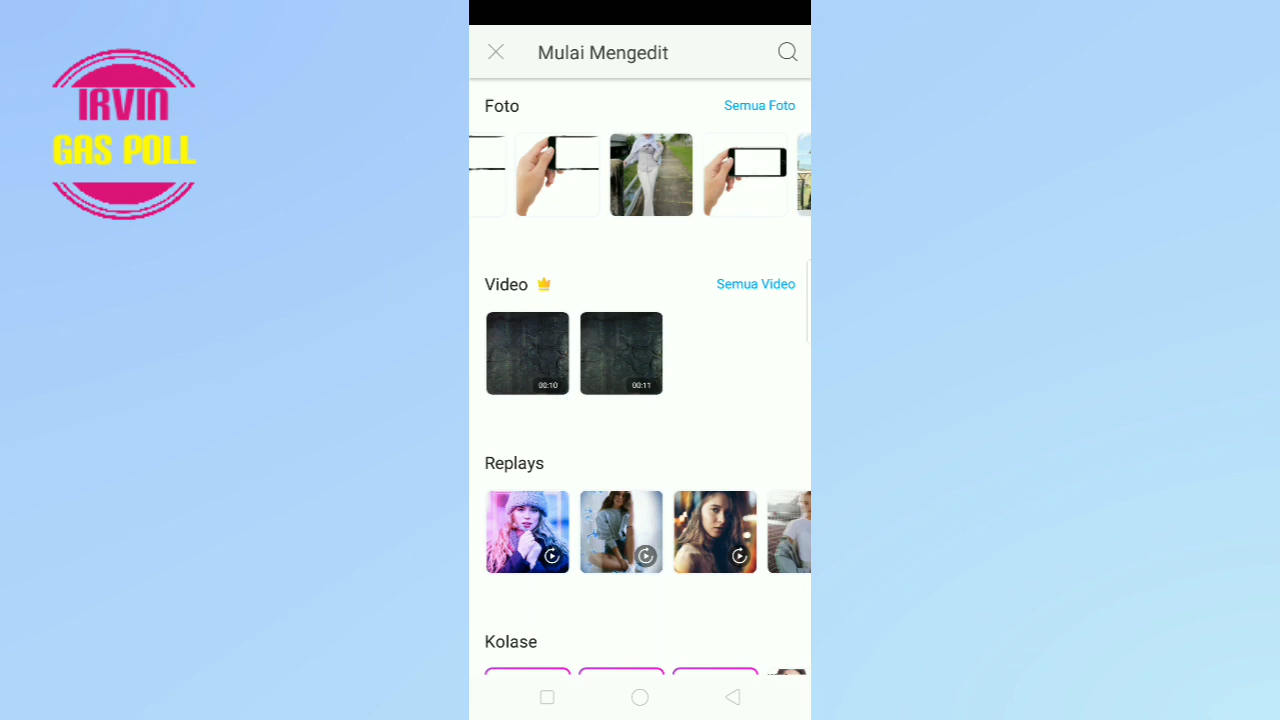 IRVIN
GAS POLL
Mulai Mengedit
Foto
Semua Foto
Video
Semua Video
00:10
00:11
Replays
Kolase